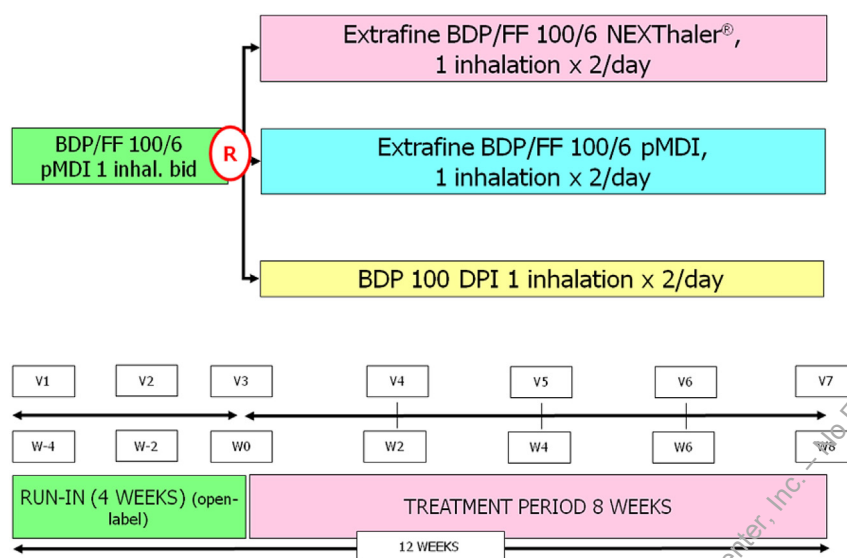 Extrafine BDP/FF 100/6 NEXThaler®,
1 inhalation x 2/day
BDP/FF 100/6
pMDI 1 inhal. bid
R
Extrafine BDP/FF 100/6 pMDI,
1 inhalation x 2/day
BDP 100 DPI 1 inhalation x 2/day
V1 V2 V3 V4 V5 V6 V7
W-4 W-2 W0 W2 W4 W6 W8
RUN-IN (4 WEEKS) (open-
label)
TREATMENT PERIOD 8 WEEKS
12 WEEKS
enter, Inc. – No